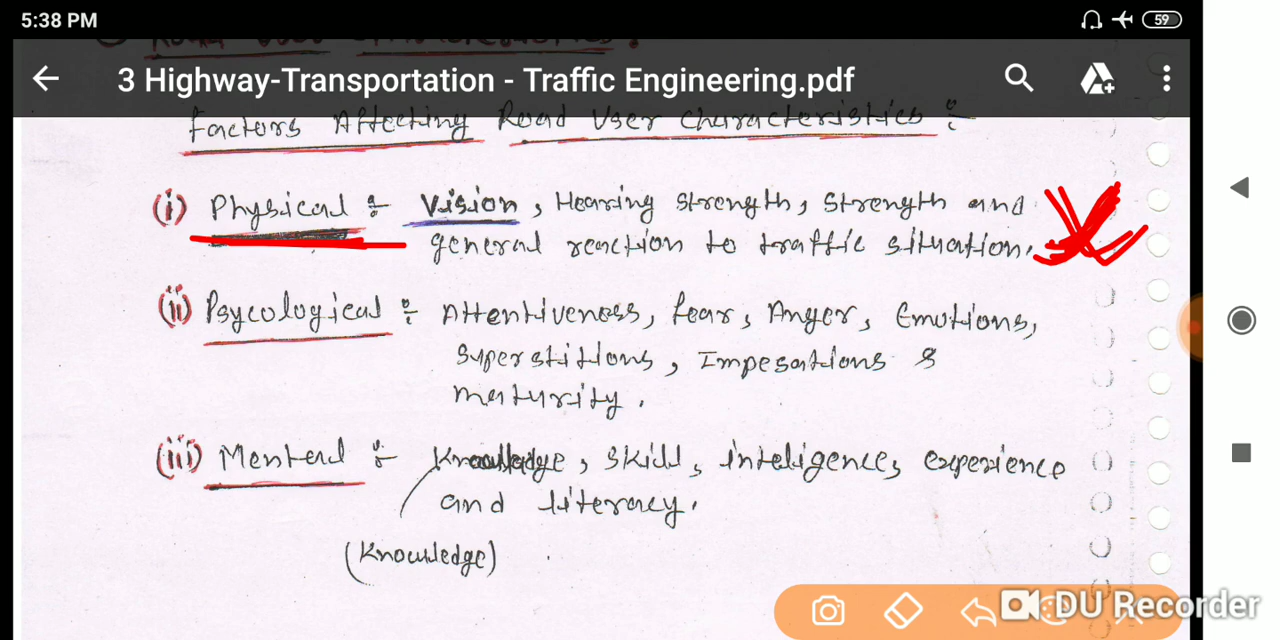 5:38 PM
59
3 Highway-Transportation - Traffic Engineering.pdf
Factors Affecting Road User Characteristics :-
(i) Physical :- Vision, Hearing strength, strength and
general reaction to traffic situation.
(ii) Psycological :- Attentiveness, fear, Anger, Emotions,
superstitions, Impesations &
maturity.
(iii) Mental :- Knowledge, skill, inteligence, experience
and literacy.
(Knowledge)
DU Recorder